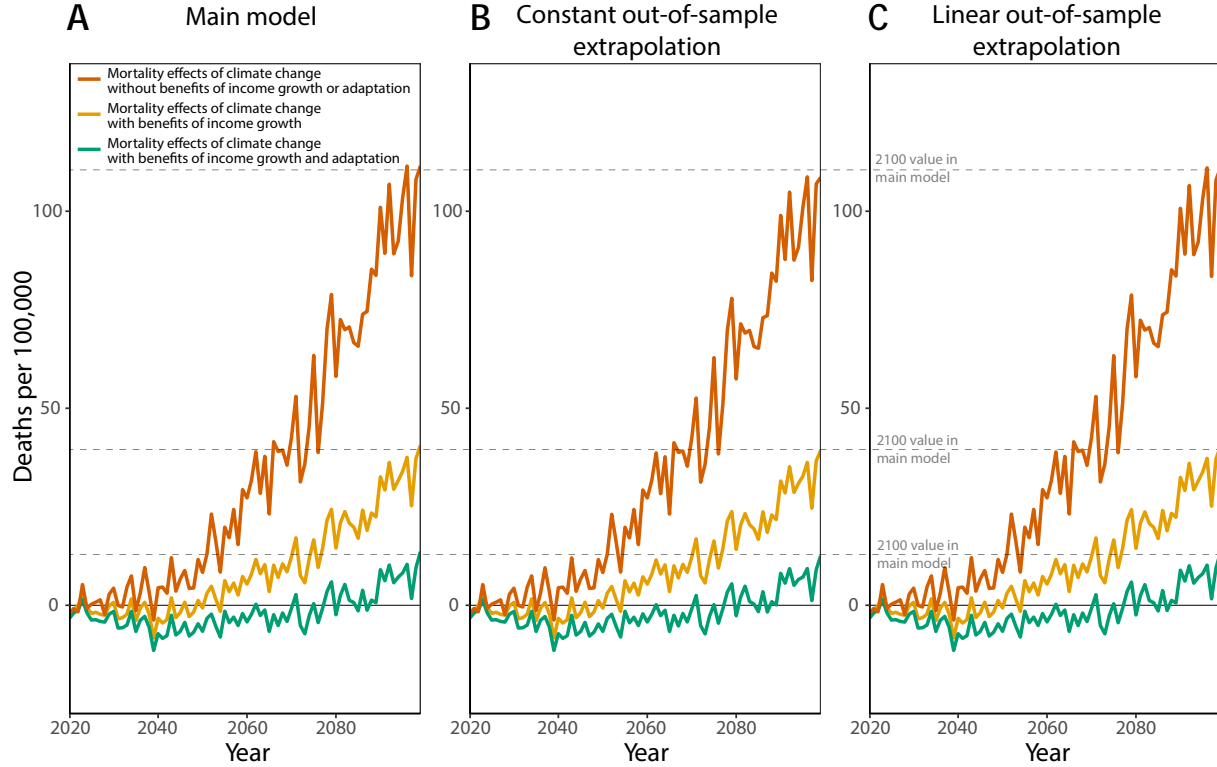 A
Main model
B
Constant out-of-sample
extrapolation
C
Linear out-of-sample
extrapolation
Mortality effects of climate change
without benefits of income growth or adaptation
Mortality effects of climate change
with benefits of income growth
Mortality effects of climate change
with benefits of income growth and adaptation
Deaths per 100,000
100
50
0
2020
2040
2060
2080
Year
100
50
0
2020
2040
2060
2080
Year
2100 value in
main model
2100 value in
main model
2100 value in
main model
100
50
0
2020
2040
2060
2080
Year